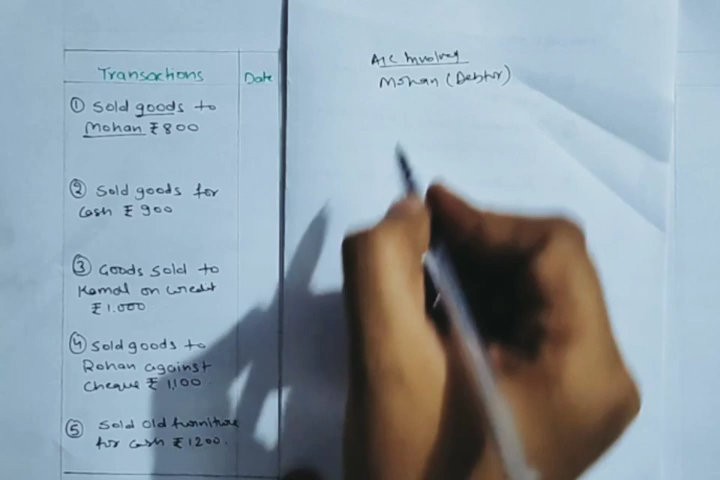 Transactions
Date
① Sold goods to
Mohan ₹800
② Sold goods for
cash ₹ 900
③ Goods sold to
Kamal on credit
₹ 1.000
④ Sold goods to
Rohan against
cheque ₹ 1,100
⑤ Sold old furniture
for cash ₹1200.
A/C Involved
Mohan (Debtor)